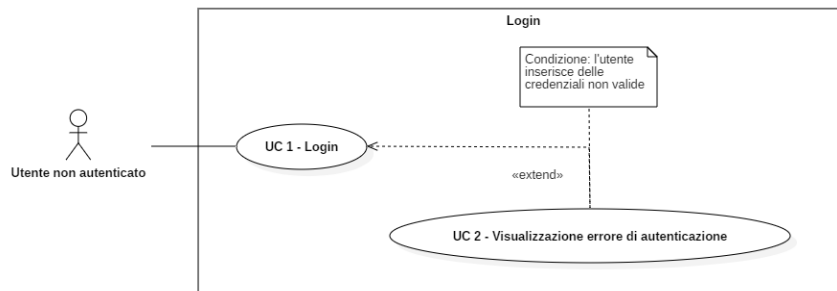 Login
Condizione: l'utente
inserisce delle
credenziali non valide
UC 1 - Login
Utente non autenticato
«extend»
UC 2 - Visualizzazione errore di autenticazione